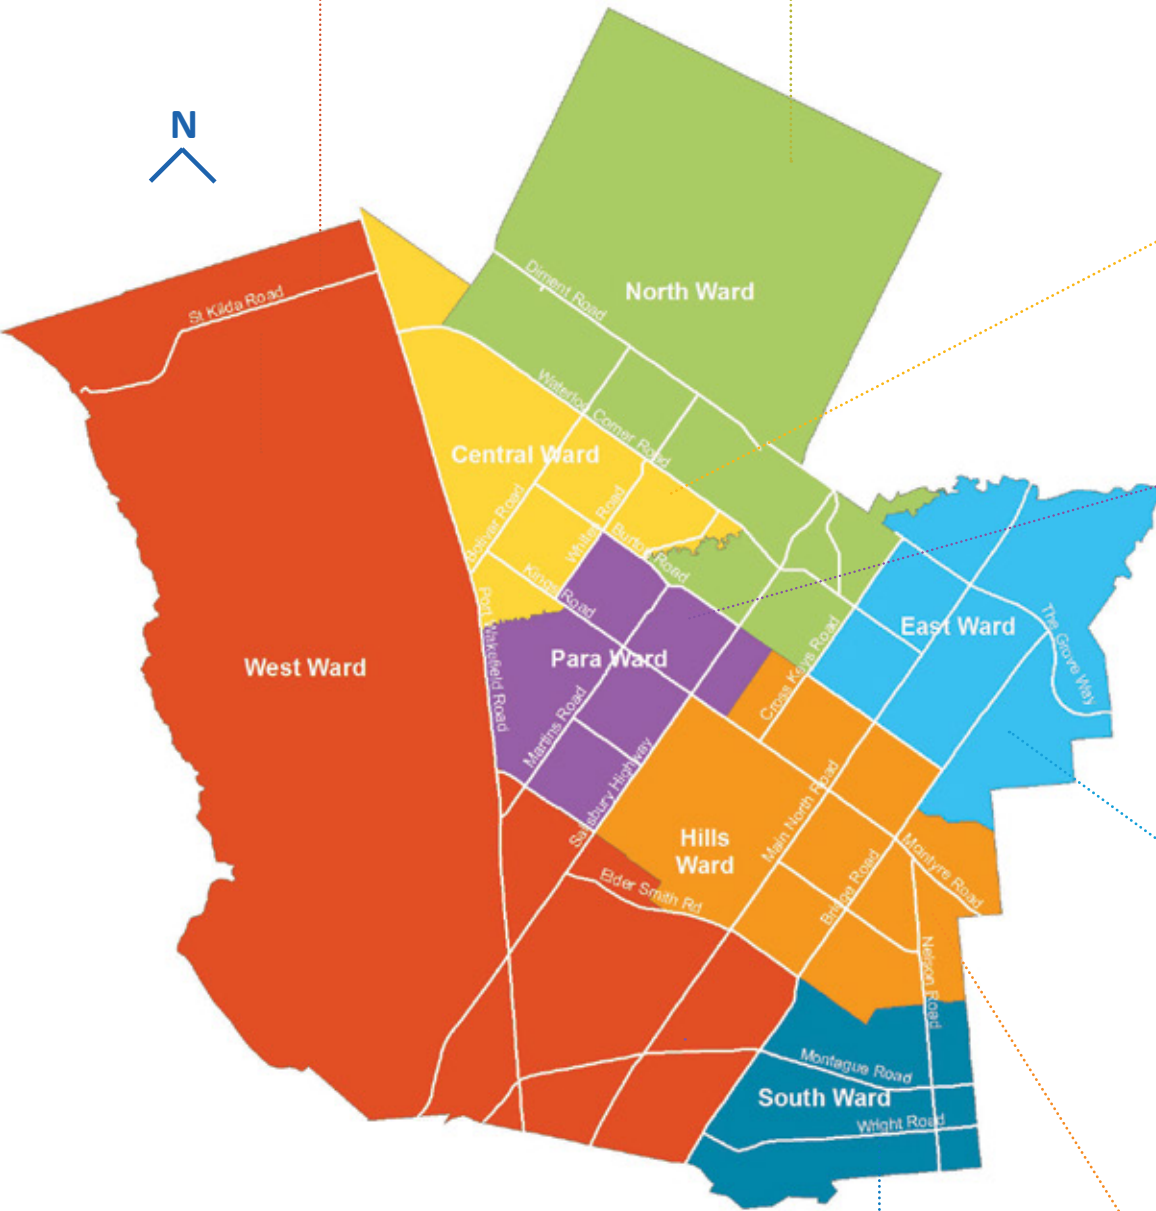 N
St Kilda Road
Diment Road
North Ward
Waterloo Corner Road
Central Ward
Bolivar Road
Whites Road
Burton Road
Kings Road
Port Wakefield Road
East Ward
The Grove Way
West Ward
Para Ward
Cross Keys Road
Martins Road
Salisbury Highway
Hills
Ward
Main North Road
McIntyre Road
Bridge Road
Elder Smith Rd
Nelson Road
Montague Road
South Ward
Wright Road